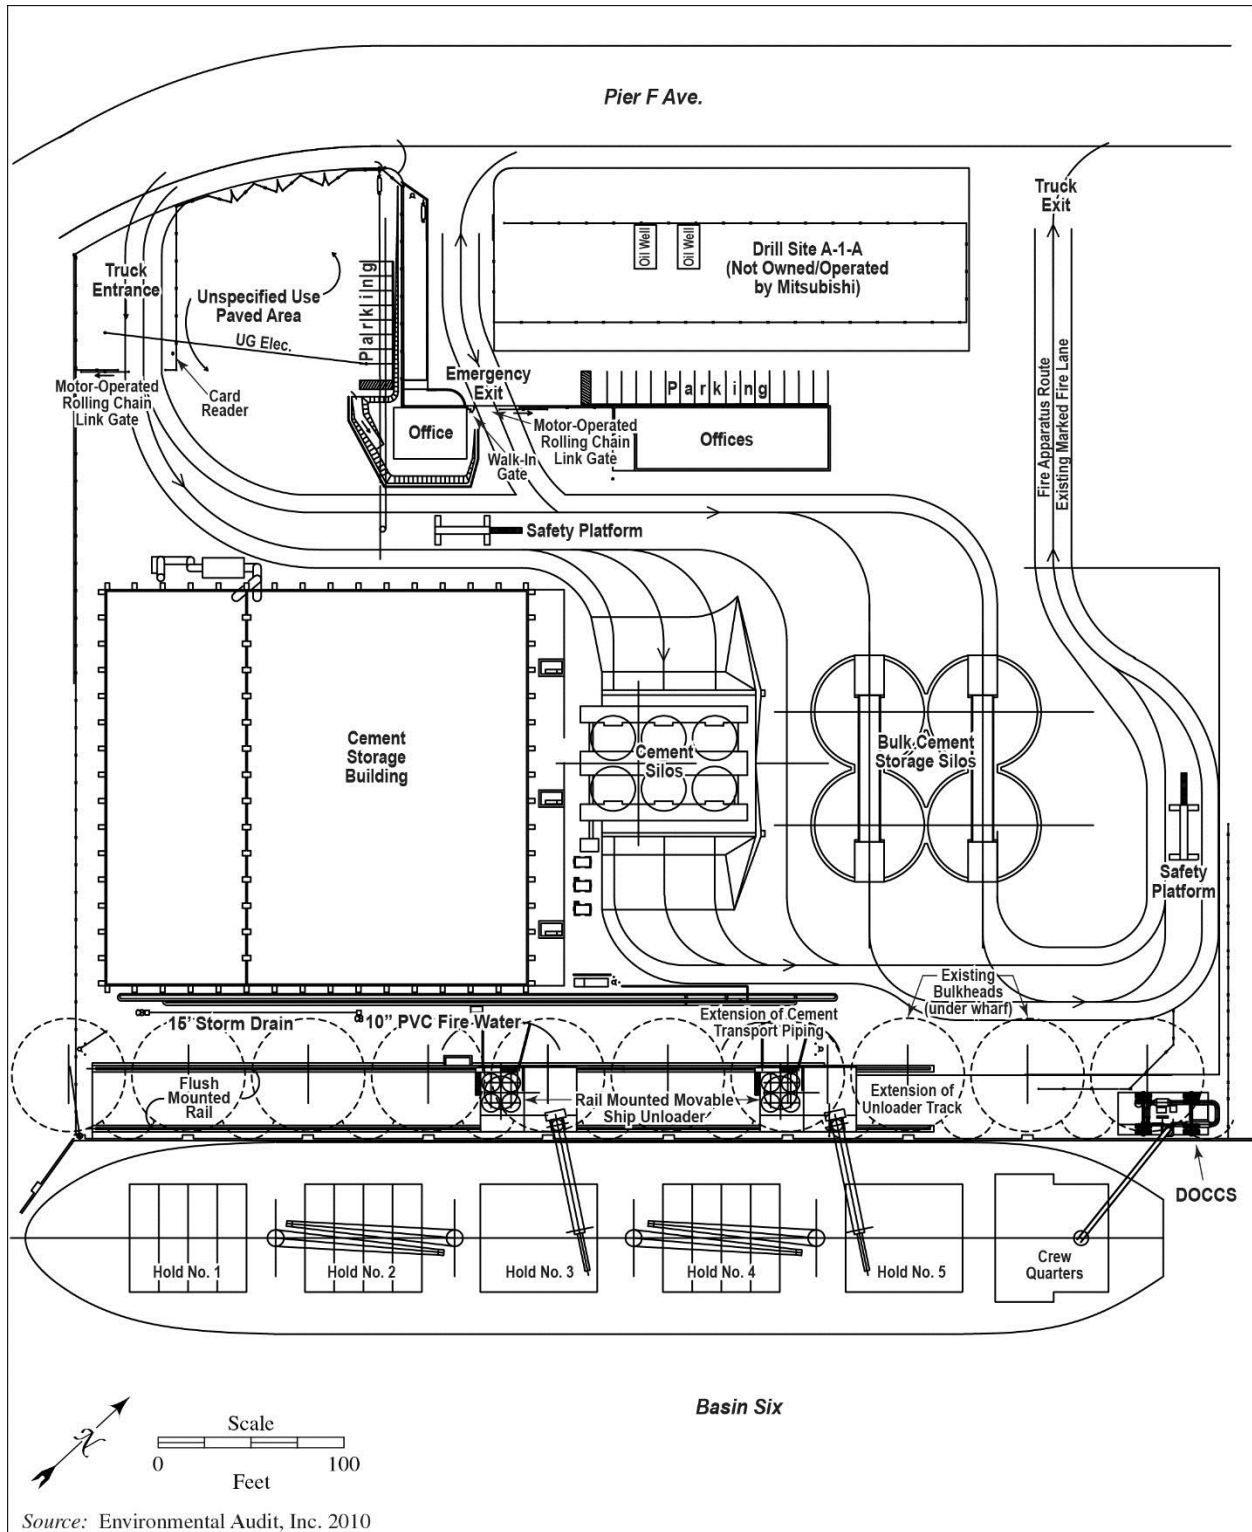 Pier F Ave.
Truck
Exit
Oil Well
Oil Well
Drill Site A-1-A
(Not Owned/Operated
by Mitsubishi)
Truck
Entrance
Unspecified Use
Paved Area
UG Elec.
Parking
Motor-Operated
Rolling Chain
Link Gate
Card
Reader
Emergency
Exit
Parking
Office
Motor-Operated
Rolling Chain
Link Gate
Offices
Walk-In
Gate
Fire Apparatus Route
Existing Marked Fire Lane
Safety Platform
Cement
Storage
Building
Cement
Silos
Bulk Cement
Storage Silos
Safety
Platform
Existing
Bulkheads
(under wharf)
15' Storm Drain
10" PVC Fire Water
Extension of Cement
Transport Piping
Flush
Mounted
Rail
Rail Mounted Movable
Ship Unloader
Extension of
Unloader Track
DOCCS
Hold No. 1
Hold No. 2
Hold No. 3
Hold No. 4
Hold No. 5
Crew
Quarters
Basin Six
N
Scale
0 100
Feet
Source: Environmental Audit, Inc. 2010